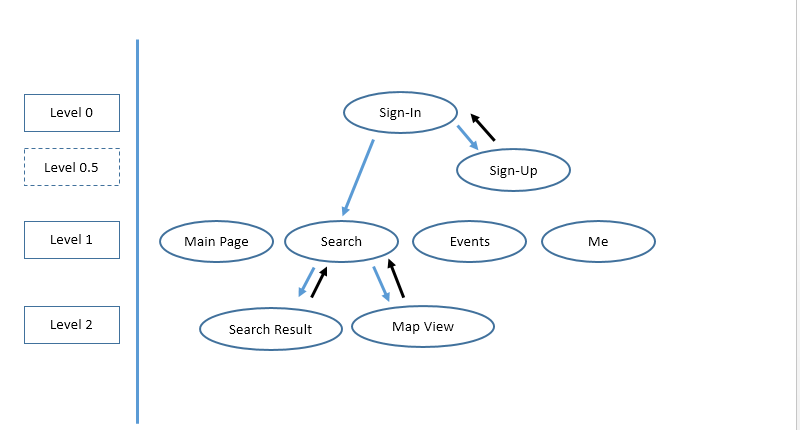 Level 0
Sign-In
Level 0.5
Sign-Up
Level 1
Main Page
Search
Events
Me
Level 2
Search Result
Map View